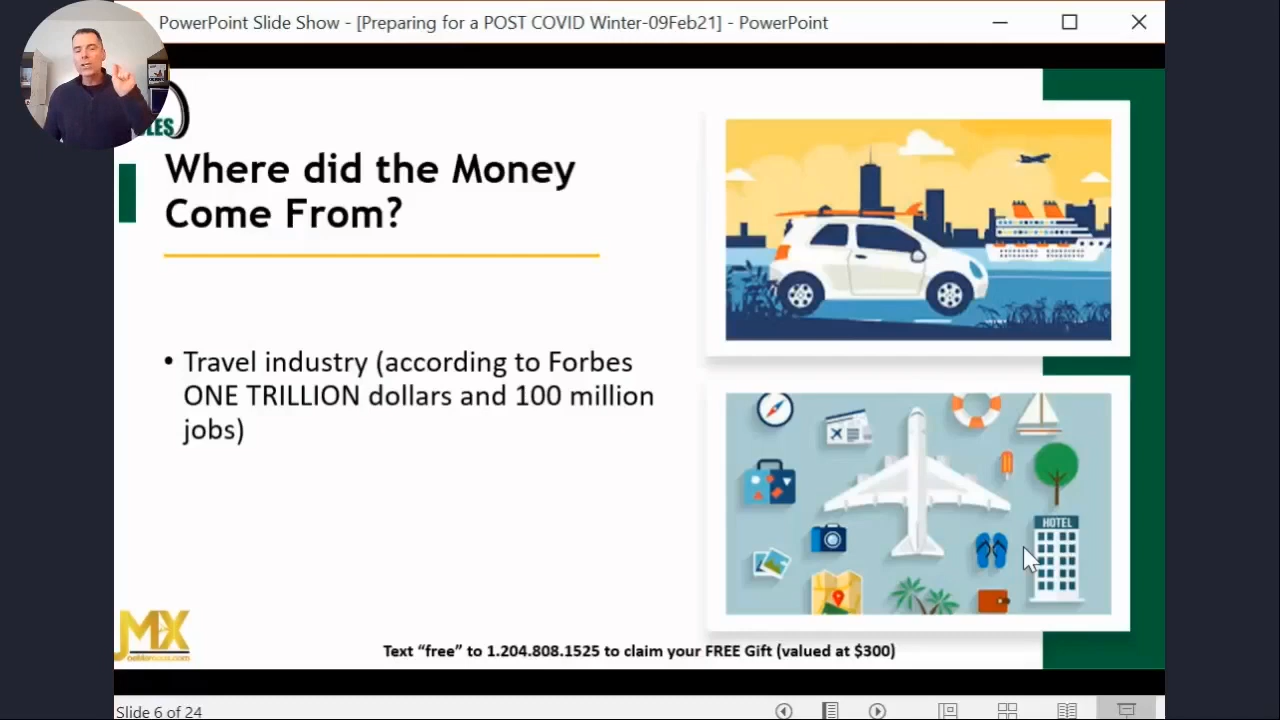 PowerPoint Slide Show - [Preparing for a POST COVID Winter-09Feb21] - PowerPoint
Where did the Money
Come From?
• Travel industry (according to Forbes
ONE TRILLION dollars and 100 million
jobs)
HOTEL
JMX
Text “free” to 1.204.808.1525 to claim your FREE Gift (valued at $300)
Slide 6 of 24